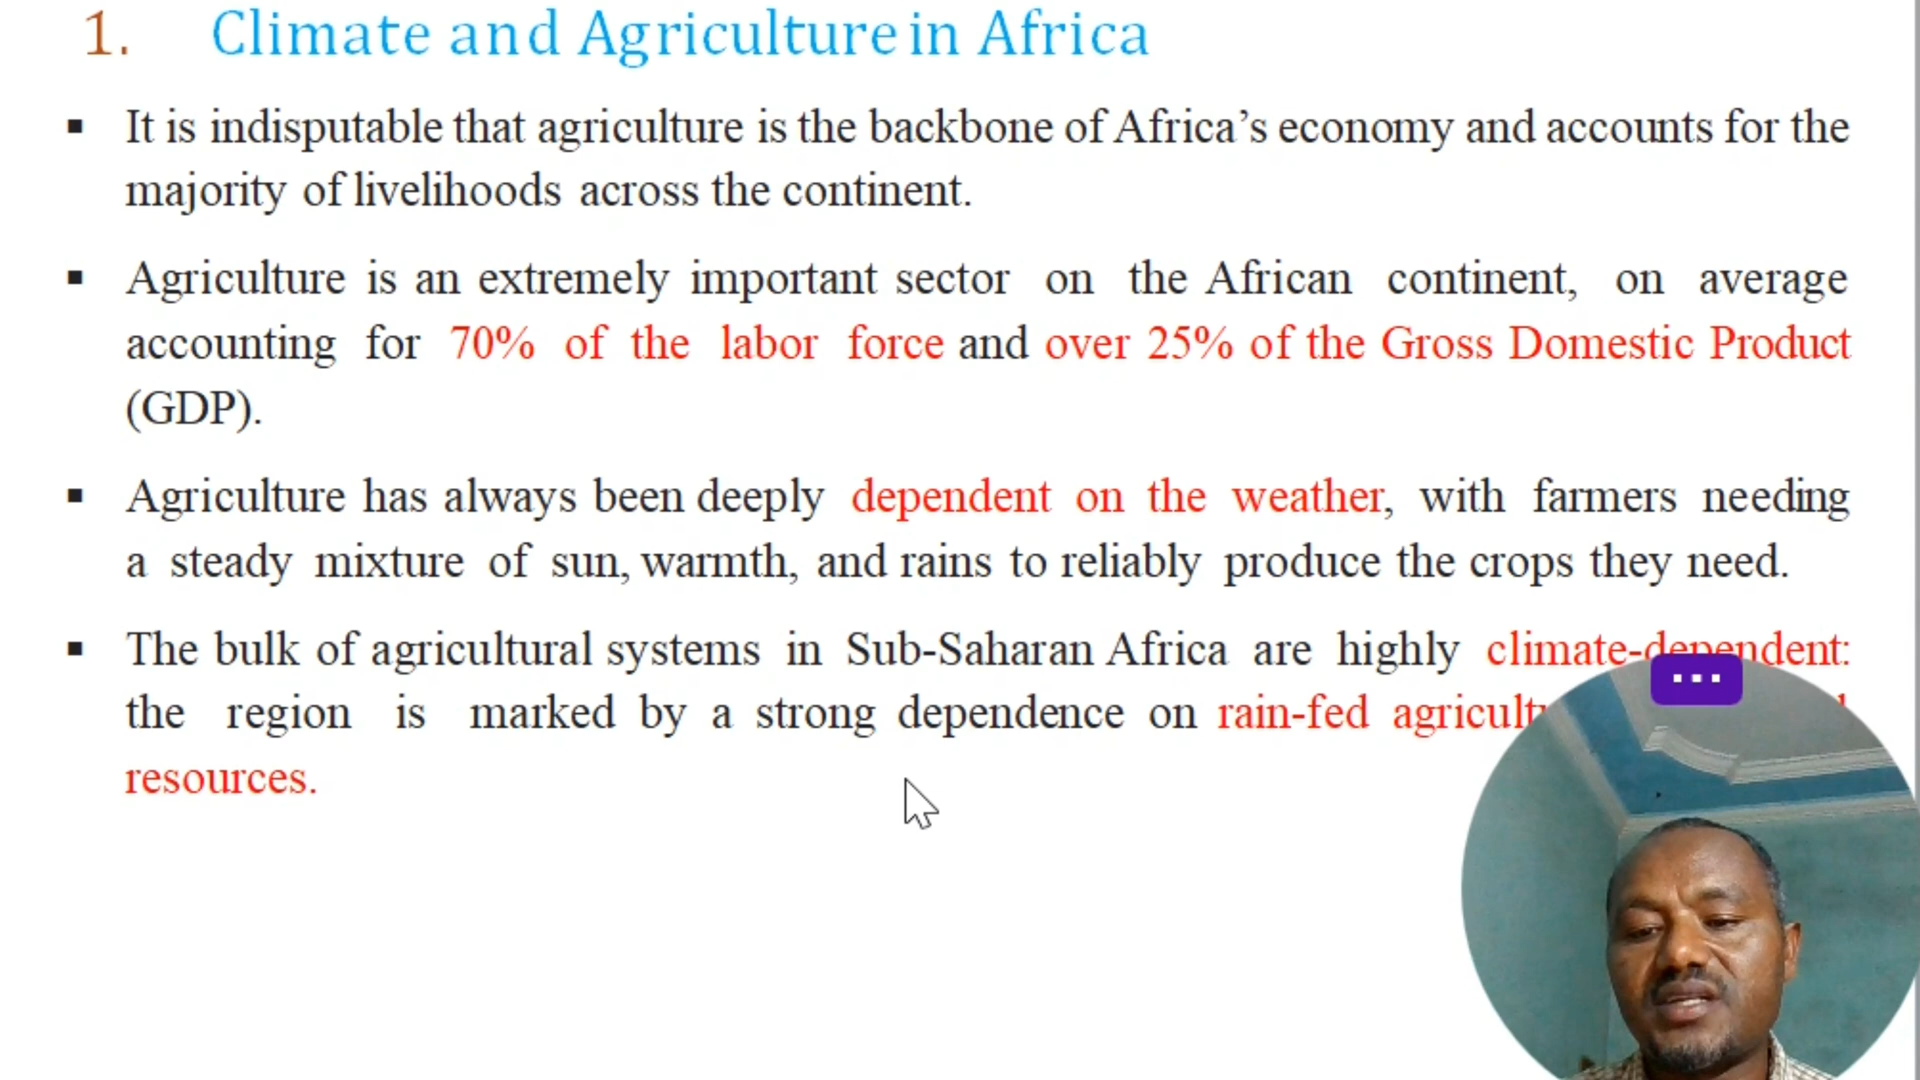 1. Climate and Agriculture in Africa
▪ It is indisputable that agriculture is the backbone of Africa’s economy and accounts for the
majority of livelihoods across the continent.
▪ Agriculture is an extremely important sector on the African continent, on average
accounting for 70% of the labor force and over 25% of the Gross Domestic Product
(GDP).
▪ Agriculture has always been deeply dependent on the weather, with farmers needing
a steady mixture of sun, warmth, and rains to reliably produce the crops they need.
▪ The bulk of agricultural systems in Sub-Saharan Africa are highly climate-dependent:
the region is marked by a strong dependence on rain-fed
resources.